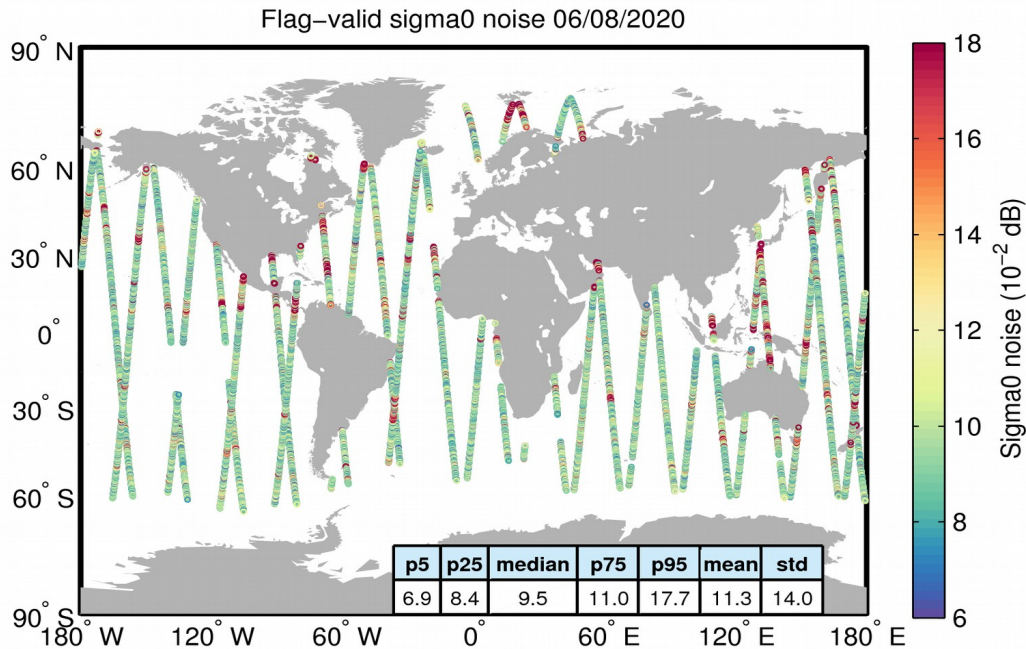 Flag−valid sigma0 noise 06/08/2020
90° N
60° N
30° N
0°
30° S
60° S
90° S
180° W
120° W
60° W
0°
60° E
120° E
180° E
p5 p25 median p75 p95 mean std
6.9 8.4 9.5 11.0 17.7 11.3 14.0
18
16
14
12
10
8
6
Sigma0 noise (10⁻² dB)